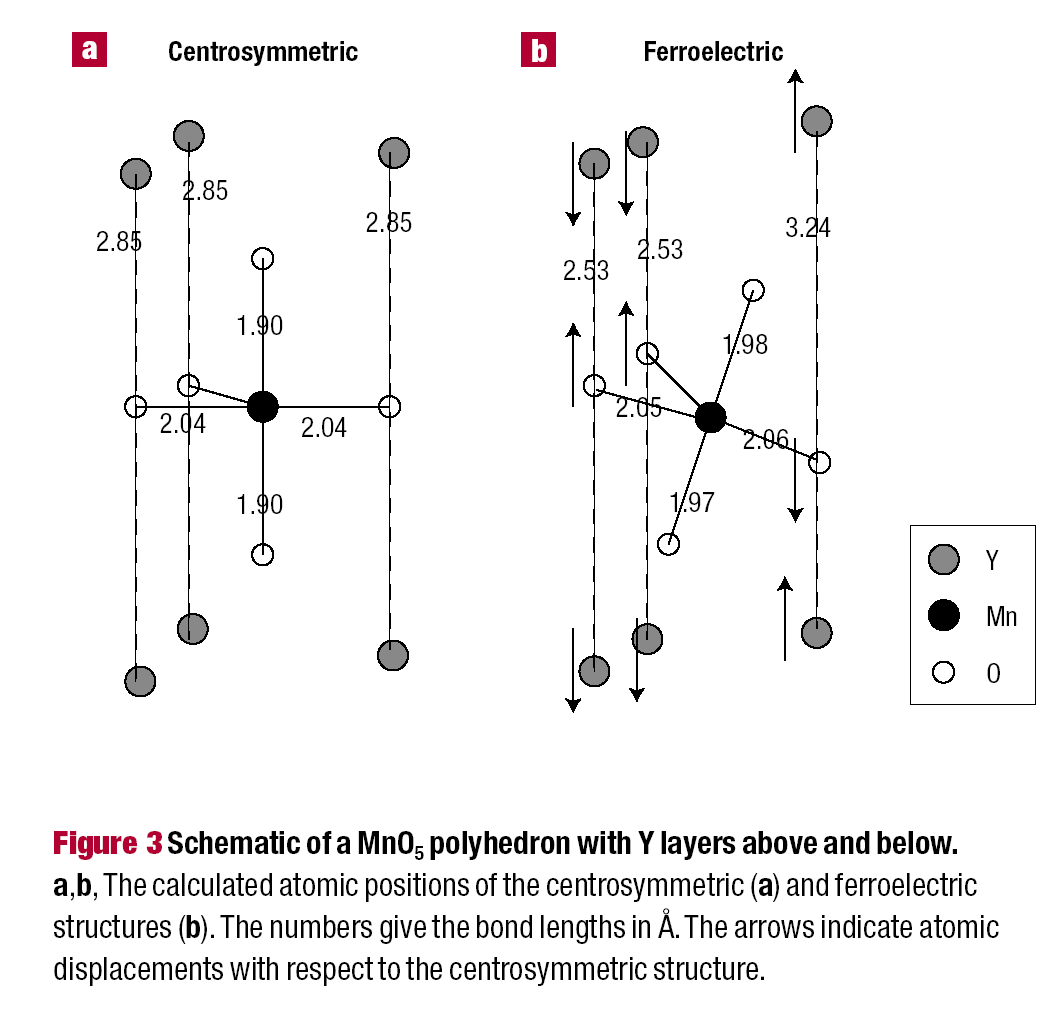 a Centrosymmetric
b Ferroelectric
2.85
2.85
2.85
1.90
2.04
2.04
1.90
3.24
2.53
2.53
1.98
2.05
2.06
1.97
Y
Mn
O
Figure 3 Schematic of a MnO₅ polyhedron with Y layers above and below.
a,b, The calculated atomic positions of the centrosymmetric (a) and ferroelectric
structures (b). The numbers give the bond lengths in Å. The arrows indicate atomic
displacements with respect to the centrosymmetric structure.